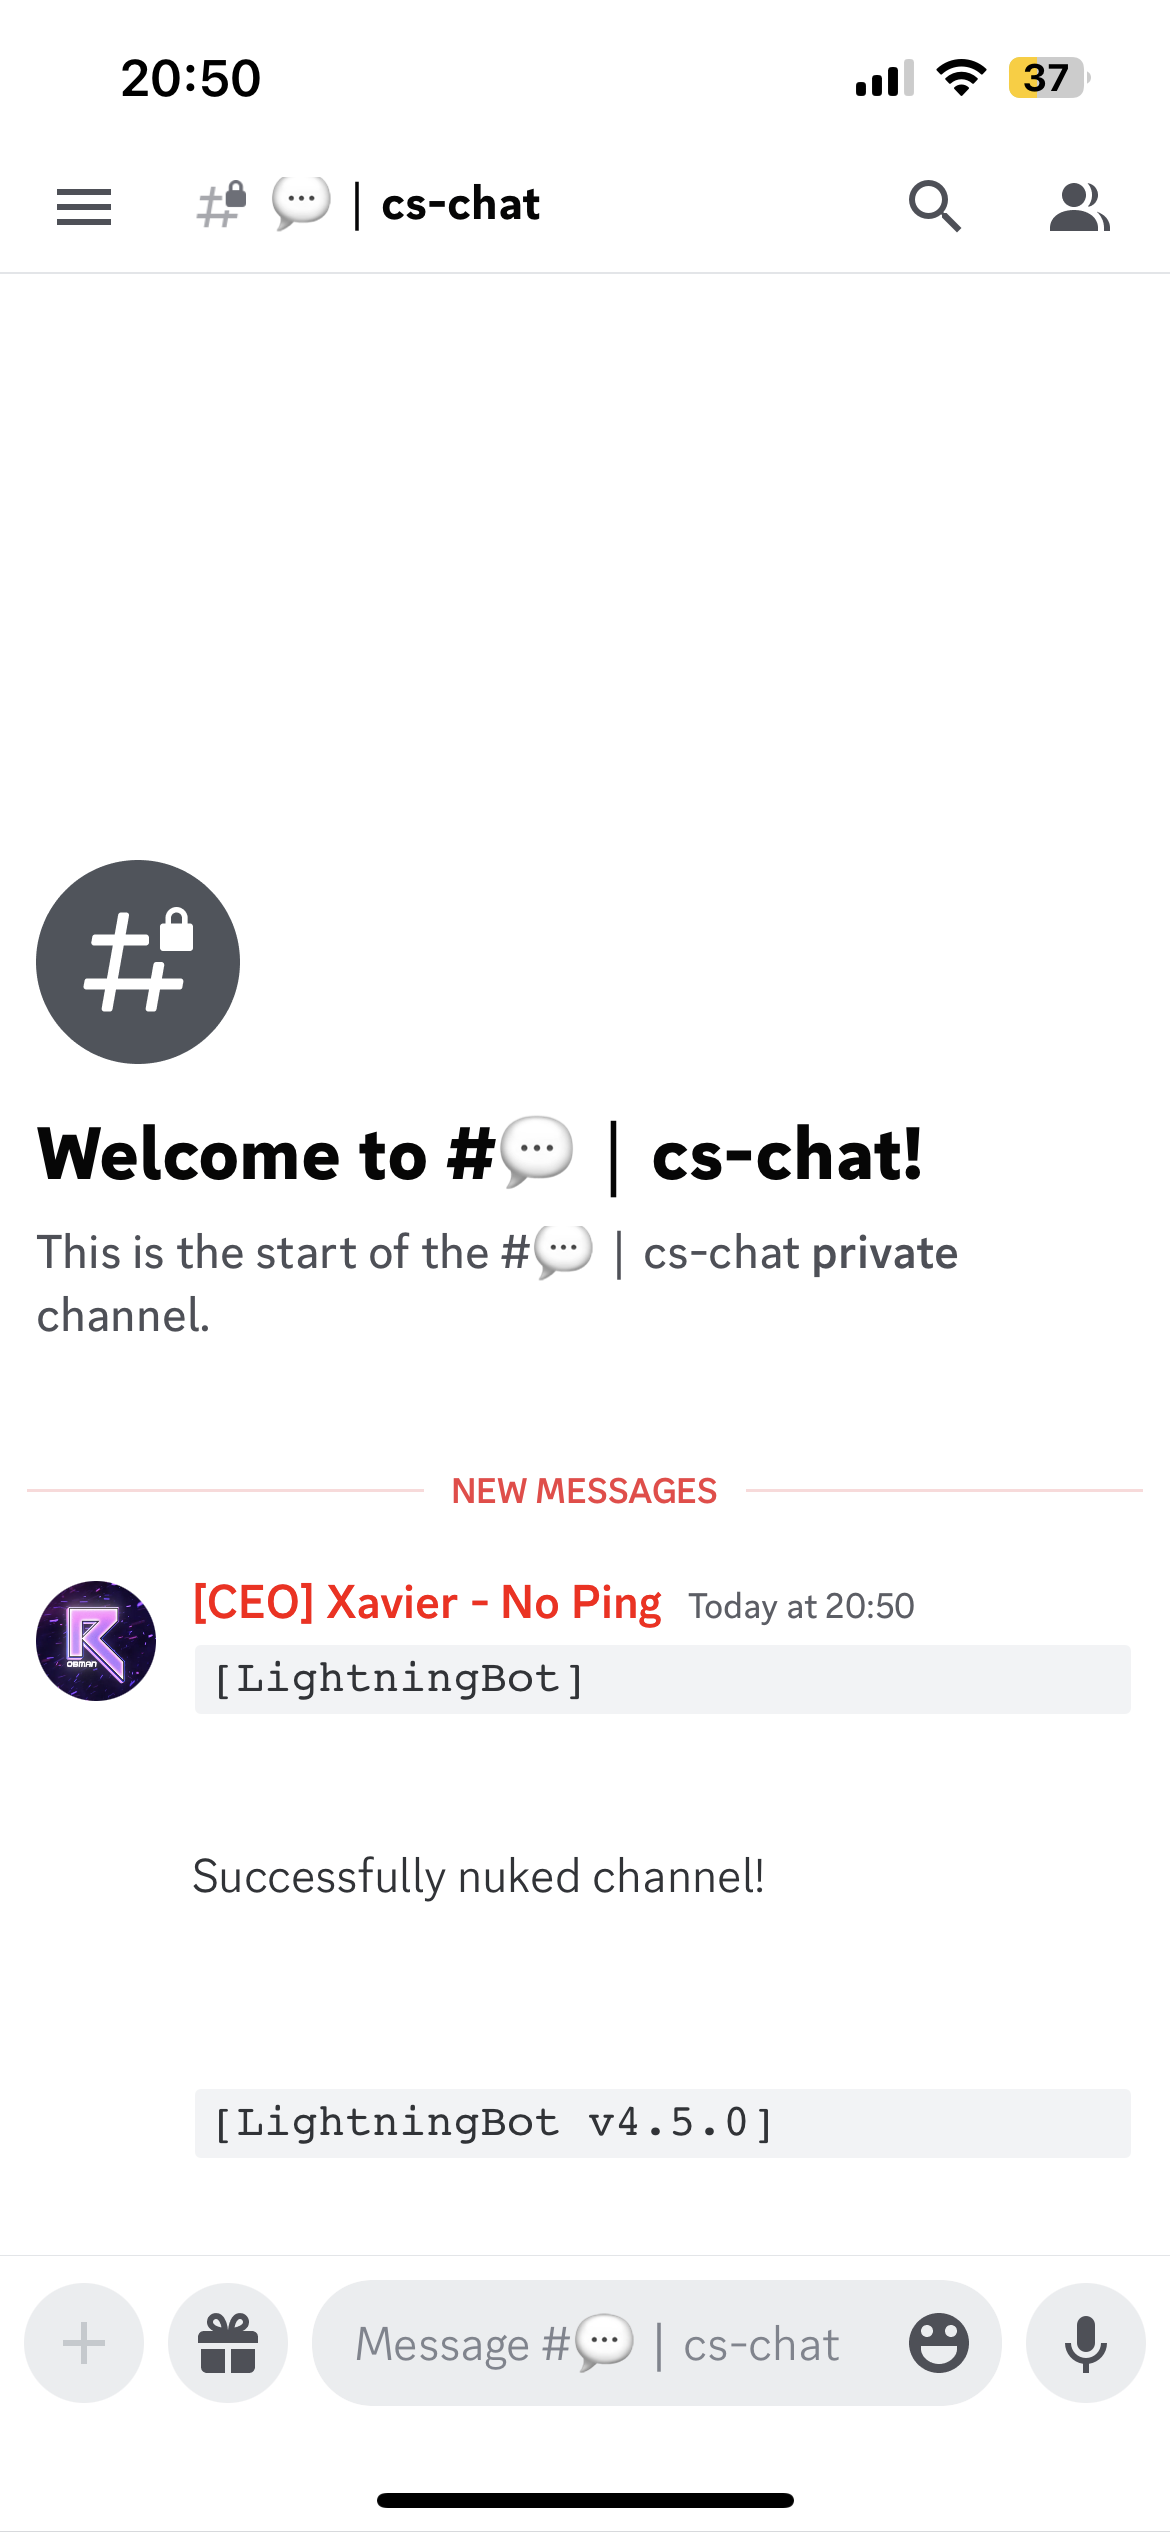 20:50
37
💬 | cs-chat
Welcome to #💬 | cs-chat!
This is the start of the #💬 | cs-chat private
channel.
NEW MESSAGES
[CEO] Xavier - No Ping Today at 20:50
R
OSMAN
[LightningBot]
Successfully nuked channel!
[LightningBot v4.5.0]
Message #💬 | cs-chat